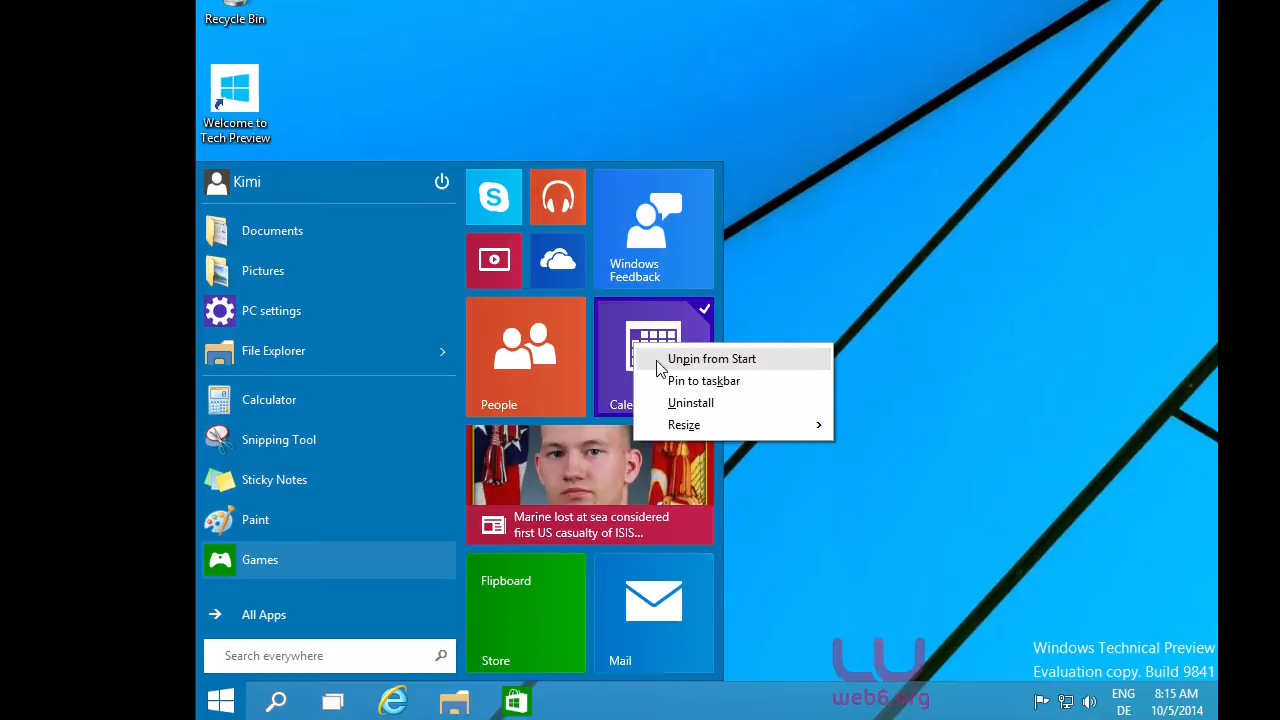 Recycle Bin
Welcome to
Tech Preview
Kimi
Documents
Pictures
PC settings
File Explorer
Calculator
Snipping Tool
Sticky Notes
Paint
Games
All Apps
Search everywhere
S
Windows
Feedback
People
Cale
Unpin from Start
Pin to taskbar
Uninstall
Resize
Marine lost at sea considered
first US casualty of ISIS...
Flipboard
Store
Mail
web6.org
Windows Technical Preview
Evaluation copy. Build 9841
ENG
DE
8:15 AM
10/5/2014